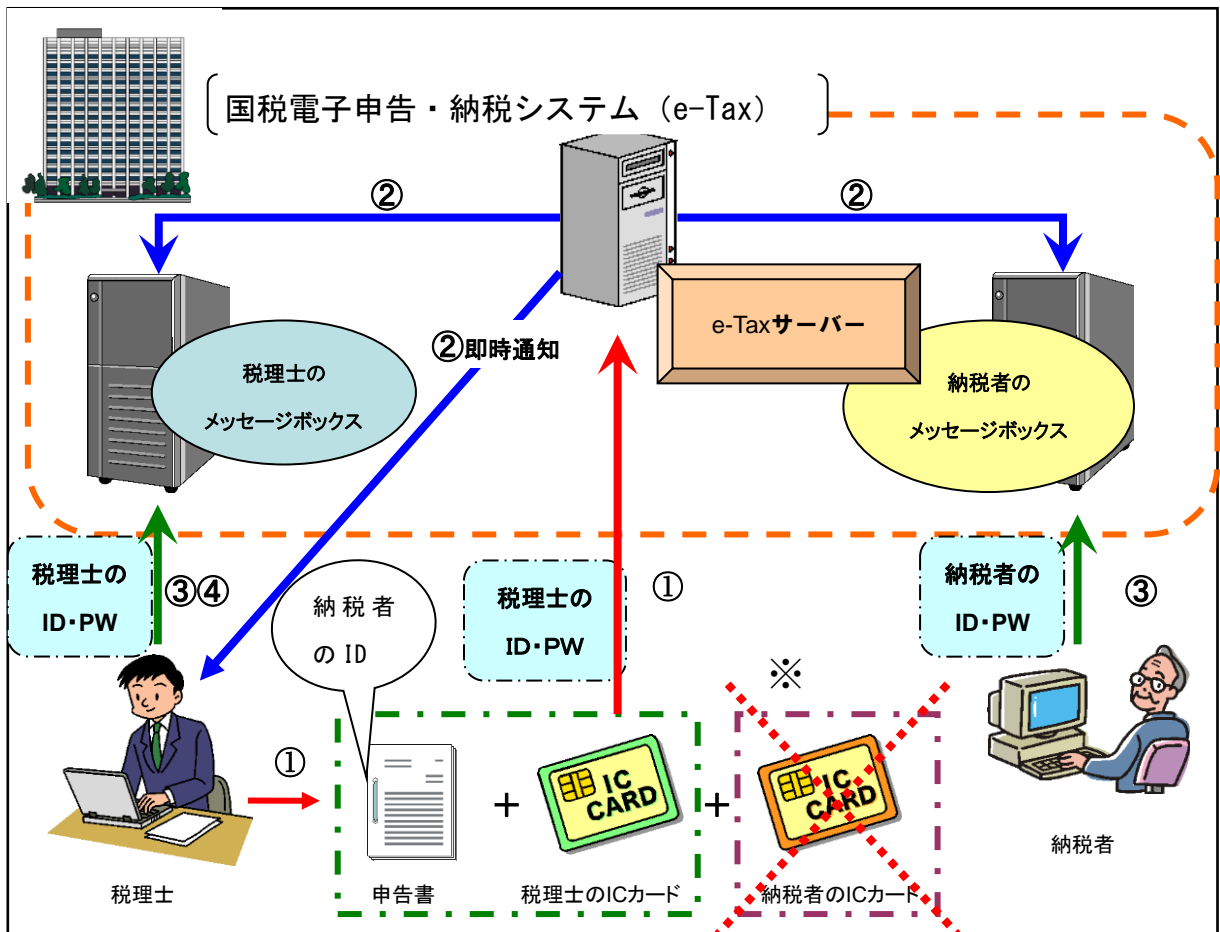 国税電子申告・納税システム（e-Tax）
②
②
e-Taxサーバー
②即時通知
税理士の
メッセージボックス
納税者の
メッセージボックス
税理士の
ID・PW
③④
納税者
の ID
税理士の
ID・PW
①
納税者の
ID・PW
③
※
①
IC
CARD
IC
CARD
+
+
納税者
税理士
申告書
税理士のICカード
納税者のICカード